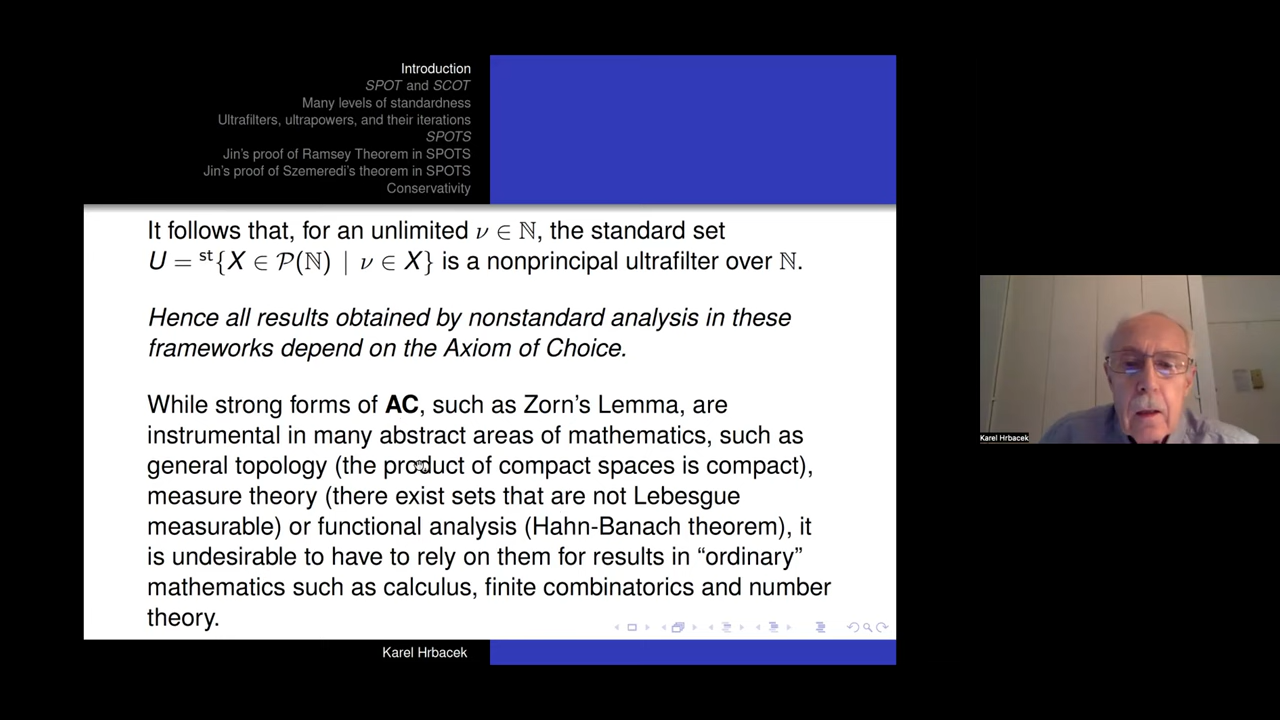 Introduction
SPOT and SCOT
Many levels of standardness
Ultrafilters, ultrapowers, and their iterations
SPOTS
Jin's proof of Ramsey Theorem in SPOTS
Jin's proof of Szemeredi's theorem in SPOTS
Conservativity
It follows that, for an unlimited ν ∈ ℕ, the standard set
U = ˢᵗ{X ∈ 𝒫(ℕ) | ν ∈ X} is a nonprincipal ultrafilter over ℕ.
Hence all results obtained by nonstandard analysis in these
frameworks depend on the Axiom of Choice.
While strong forms of AC, such as Zorn's Lemma, are
instrumental in many abstract areas of mathematics, such as
general topology (the product of compact spaces is compact),
measure theory (there exist sets that are not Lebesgue
measurable) or functional analysis (Hahn-Banach theorem), it
is undesirable to have to rely on them for results in “ordinary”
mathematics such as calculus, finite combinatorics and number
theory.
Karel Hrbacek
Karel Hrbacek